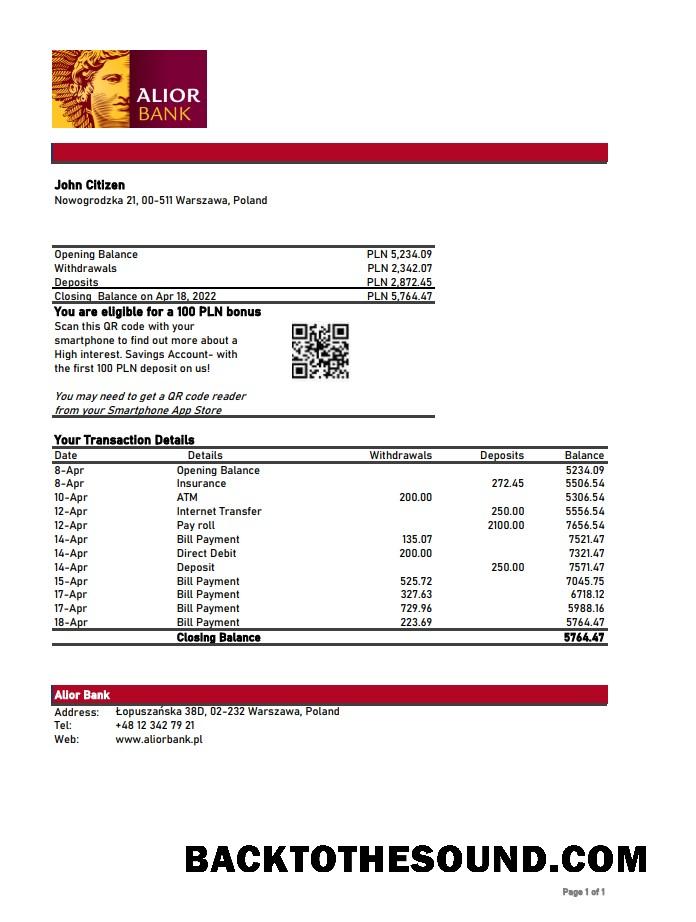 ALIOR
BANK
John Citizen
Nowogrodzka 21, 00-511 Warszawa, Poland
Opening Balance PLN 5,234.09
Withdrawals PLN 2,342.07
Deposits PLN 2,872.45
Closing Balance on Apr 18, 2022 PLN 5,764.47
You are eligible for a 100 PLN bonus
Scan this QR code with your
smartphone to find out more about a
High interest. Savings Account- with
the first 100 PLN deposit on us!
You may need to get a QR code reader
from your Smartphone App Store
Your Transaction Details
Date Details Withdrawals Deposits Balance
8-Apr Opening Balance 5234.09
8-Apr Insurance 272.45 5506.54
10-Apr ATM 200.00 5306.54
12-Apr Internet Transfer 250.00 5556.54
12-Apr Pay roll 2100.00 7656.54
14-Apr Bill Payment 135.07 7521.47
14-Apr Direct Debit 200.00 7321.47
14-Apr Deposit 250.00 7571.47
15-Apr Bill Payment 525.72 7045.75
17-Apr Bill Payment 327.63 6718.12
17-Apr Bill Payment 729.96 5988.16
18-Apr Bill Payment 223.69 5764.47
Closing Balance 5764.47
Alior Bank
Address: Łopuszańska 38D, 02-232 Warszawa, Poland
Tel: +48 12 342 79 21
Web: www.aliorbank.pl
BACKTOTHESOUND.COM
Page 1 of 1